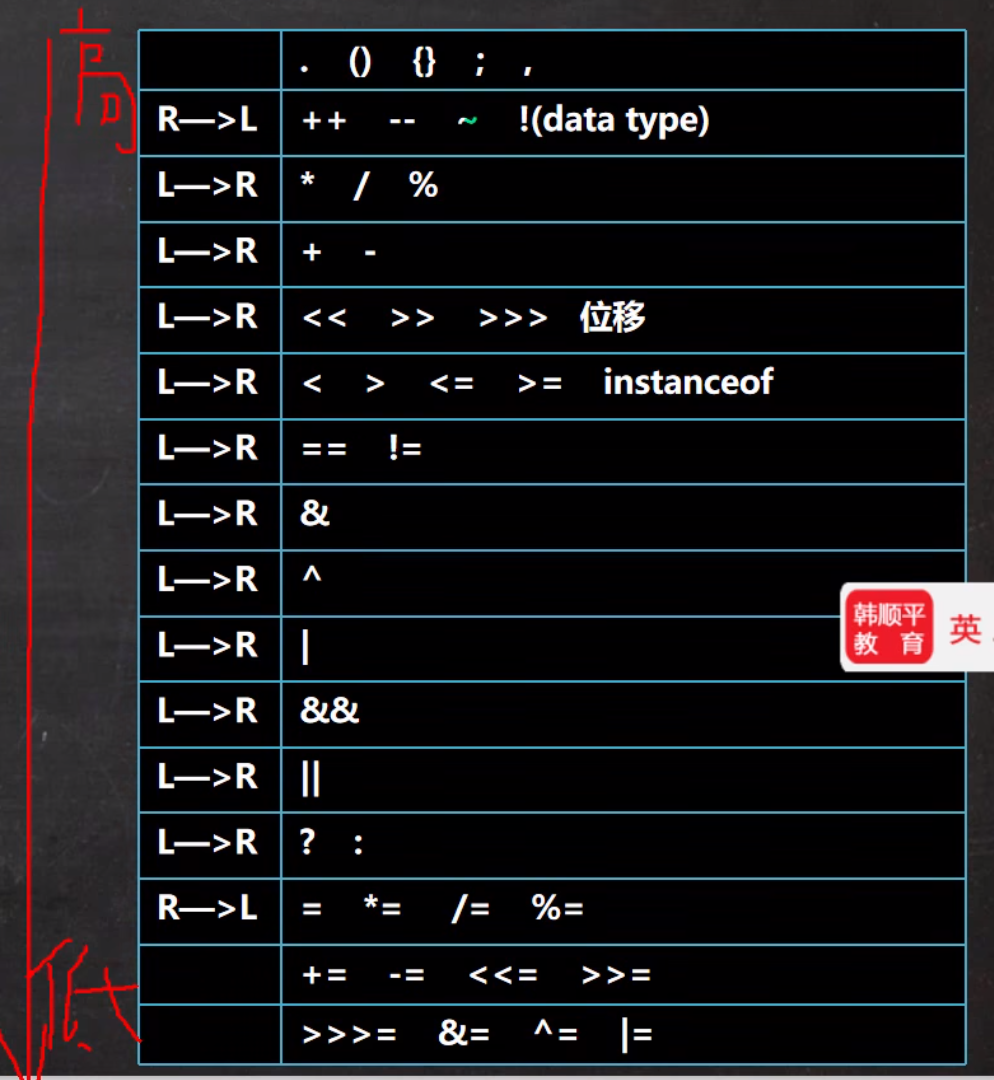 高
. () {} ; ,
R—>L ++ -- ~ !(data type)
L—>R * / %
L—>R + -
L—>R << >> >>> 位移
L—>R < > <= >= instanceof
L—>R == !=
L—>R &
L—>R ^
L—>R |
韩顺平
教 育 英
L—>R &&
L—>R ||
L—>R ? :
R—>L = *= /= %=
+= -= <<= >>=
低
>>>= &= ^= |=